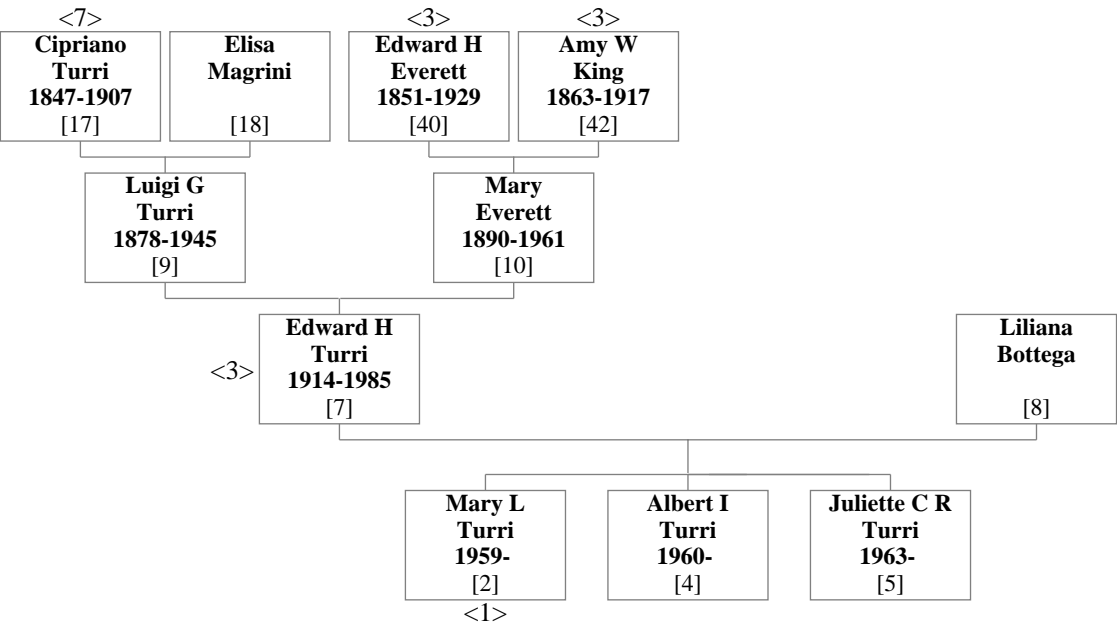 <7>
Cipriano
Turri
1847-1907
[17]
Elisa
Magrini
[18]
<3>
Edward H
Everett
1851-1929
[40]
<3>
Amy W
King
1863-1917
[42]
Luigi G
Turri
1878-1945
[9]
Mary
Everett
1890-1961
[10]
<3>
Edward H
Turri
1914-1985
[7]
Liliana
Bottega
[8]
Mary L
Turri
1959-
[2]
<1>
Albert I
Turri
1960-
[4]
Juliette C R
Turri
1963-
[5]